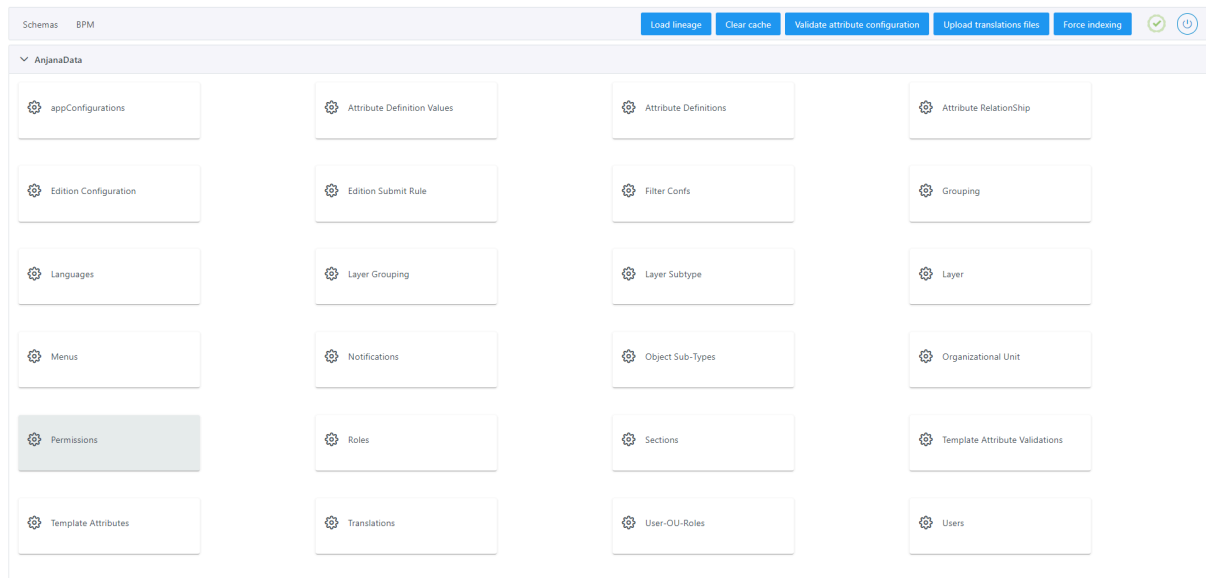 Schemas BPM Load lineage Clear cache Validate attribute configuration Upload translations files Force indexing
AnjanaData
appConfigurations Attribute Definition Values Attribute Definitions Attribute RelationShip
Edition Configuration Edition Submit Rule Filter Confs Grouping
Languages Layer Grouping Layer Subtype Layer
Menus Notifications Object Sub-Types Organizational Unit
Permissions Roles Sections Template Attribute Validations
Template Attributes Translations User-OU-Roles Users